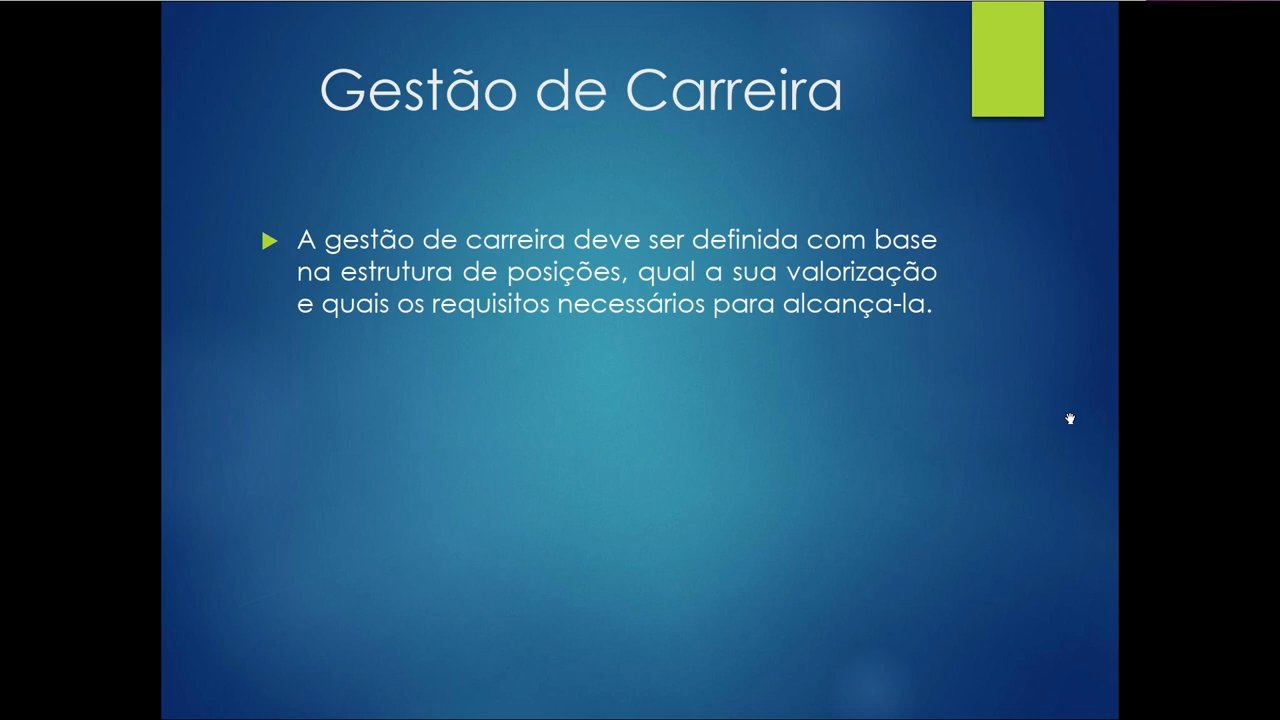 Gestão de Carreira
A gestão de carreira deve ser definida com base
na estrutura de posições, qual a sua valorização
e quais os requisitos necessários para alcança-la.